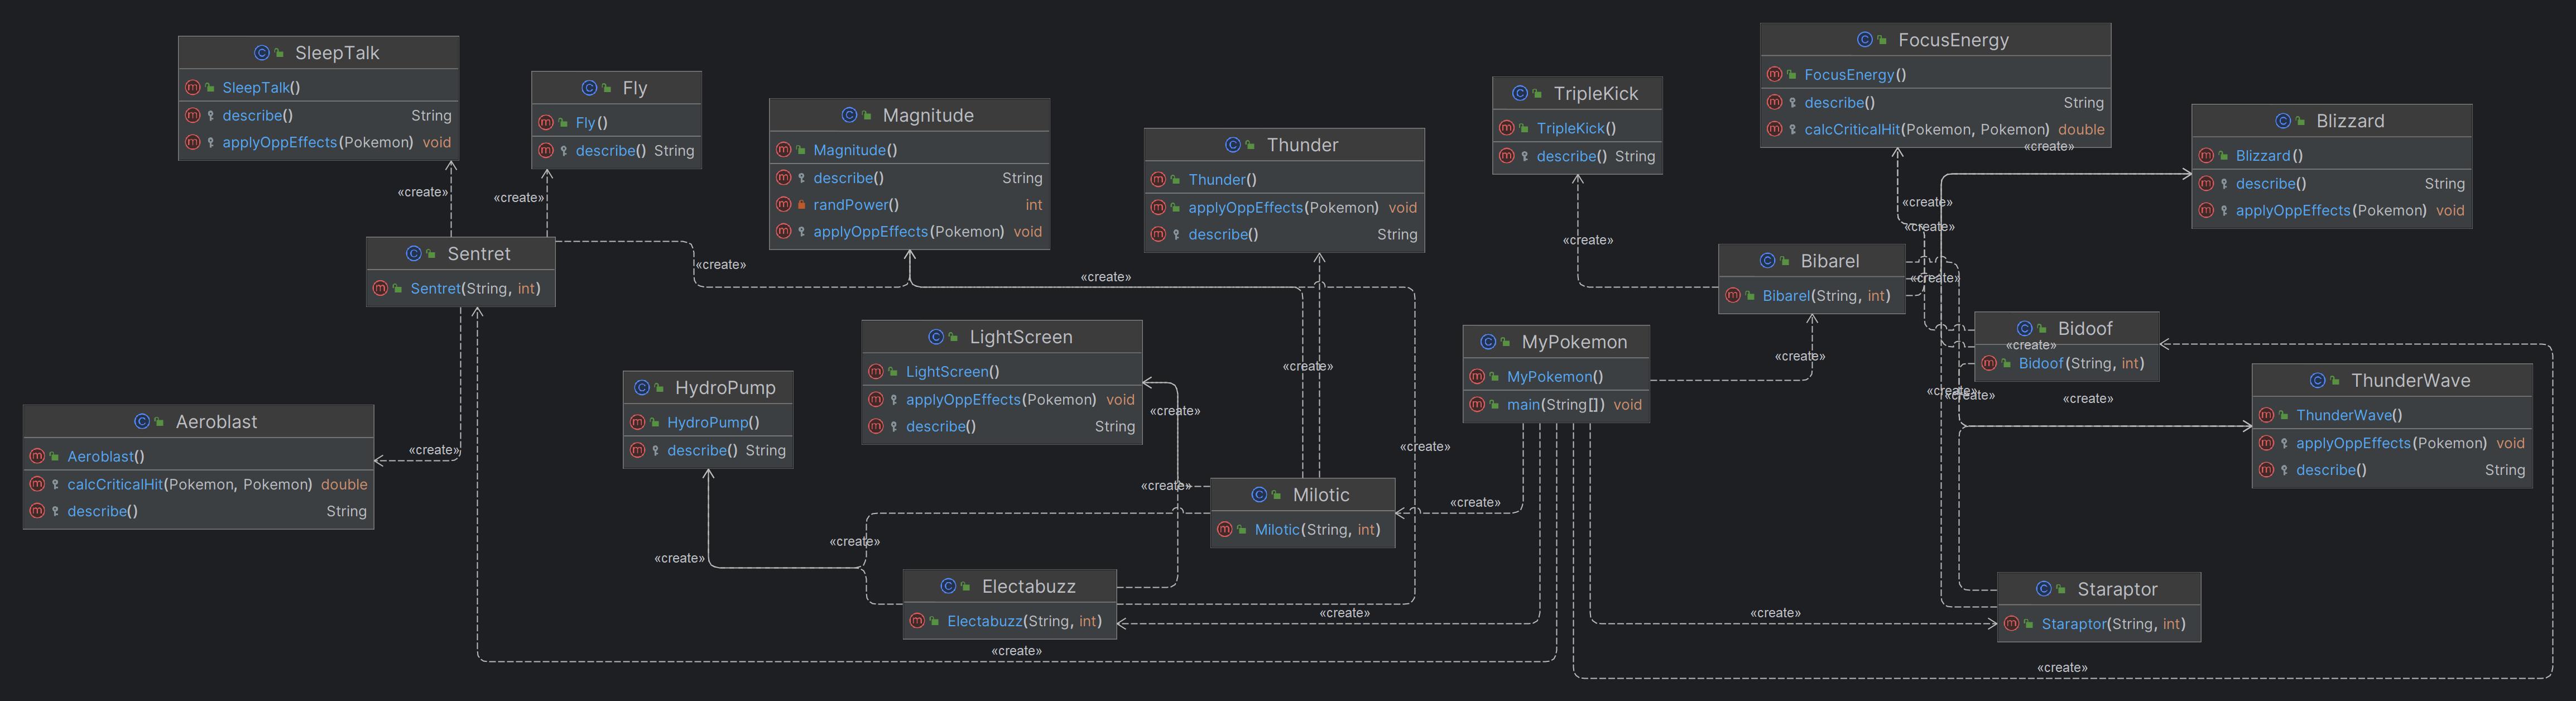 SleepTalk
SleepTalk()
describe() String
applyOppEffects(Pokemon) void
Fly
Fly()
describe() String
Magnitude
Magnitude()
describe() String
randPower() int
applyOppEffects(Pokemon) void
Thunder
Thunder()
applyOppEffects(Pokemon) void
describe() String
TripleKick
TripleKick()
describe() String
FocusEnergy
FocusEnergy()
describe() String
calcCriticalHit(Pokemon, Pokemon) double
Blizzard
Blizzard()
describe() String
applyOppEffects(Pokemon) void
«create»
«create»
«create»
«create»
«create»
«create»
«create»
«create»
«create»
«create»
Sentret
Sentret(String, int)
Bibarel
Bibarel(String, int)
Bidoof
«create»
Bidoof(String, int)
LightScreen
LightScreen()
applyOppEffects(Pokemon) void
describe() String
MyPokemon
MyPokemon()
main(String[]) void
«create»
«create»
HydroPump
HydroPump()
describe() String
ThunderWave
ThunderWave()
applyOppEffects(Pokemon) void
describe() String
«create»
«create»
«create»
«create»
«create»
Aeroblast
Aeroblast()
calcCriticalHit(Pokemon, Pokemon) double
describe() String
«create»
«create»
«create»
«create»
Milotic
Milotic(String, int)
«create»
«create»
Electabuzz
Electabuzz(String, int)
Staraptor
Staraptor(String, int)
«create»
«create»
«create»
«create»